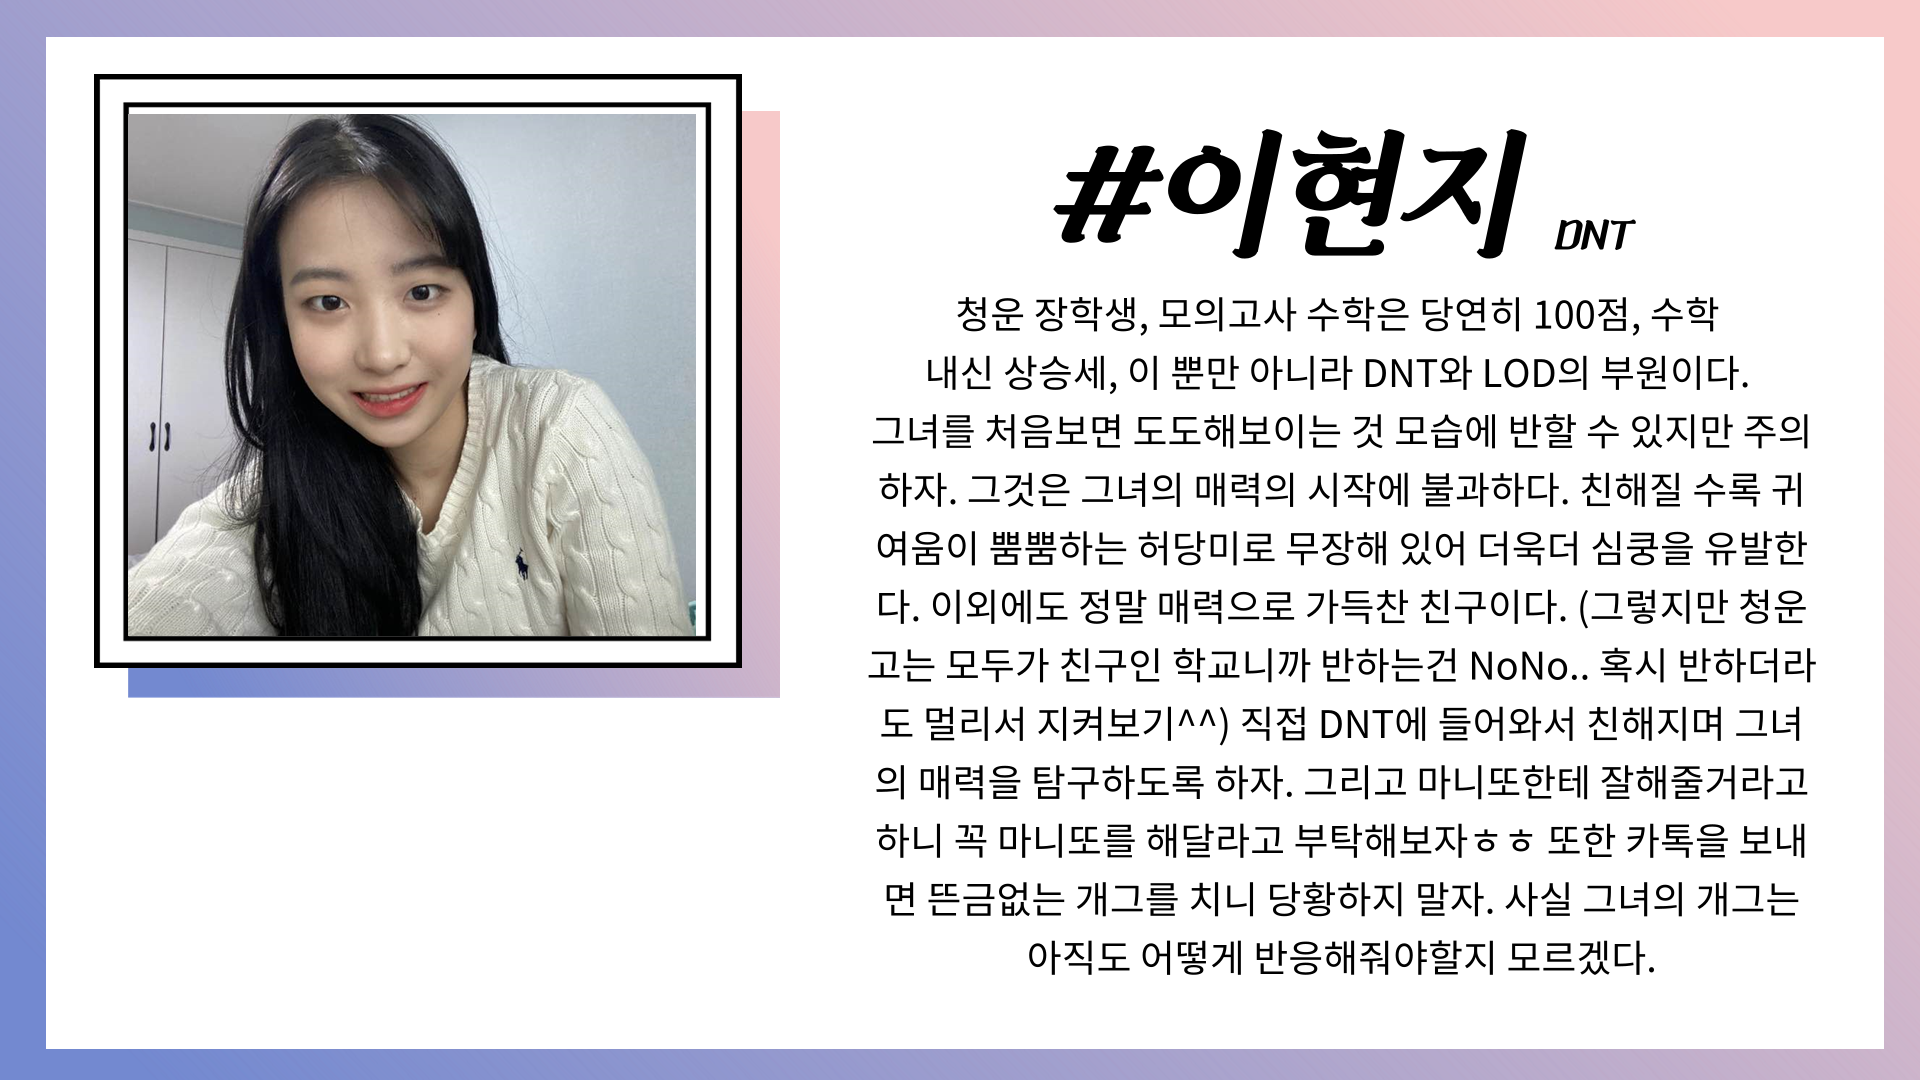 #이현지 DNT
청운 장학생, 모의고사 수학은 당연히 100점, 수학
내신 상승세, 이 뿐만 아니라 DNT와 LOD의 부원이다.
그녀를 처음보면 도도해보이는 것 모습에 반할 수 있지만 주의
하자. 그것은 그녀의 매력의 시작에 불과하다. 친해질 수록 귀
여움이 뿜뿜하는 허당미로 무장해 있어 더욱더 심쿵을 유발한
다. 이외에도 정말 매력으로 가득찬 친구이다. (그렇지만 청운
고는 모두가 친구인 학교니까 반하는건 NoNo.. 혹시 반하더라
도 멀리서 지켜보기^^) 직접 DNT에 들어와서 친해지며 그녀
의 매력을 탐구하도록 하자. 그리고 마니또한테 잘해줄거라고
하니 꼭 마니또를 해달라고 부탁해보자ㅎㅎ 또한 카톡을 보내
면 뜬금없는 개그를 치니 당황하지 말자. 사실 그녀의 개그는
아직도 어떻게 반응해줘야할지 모르겠다.